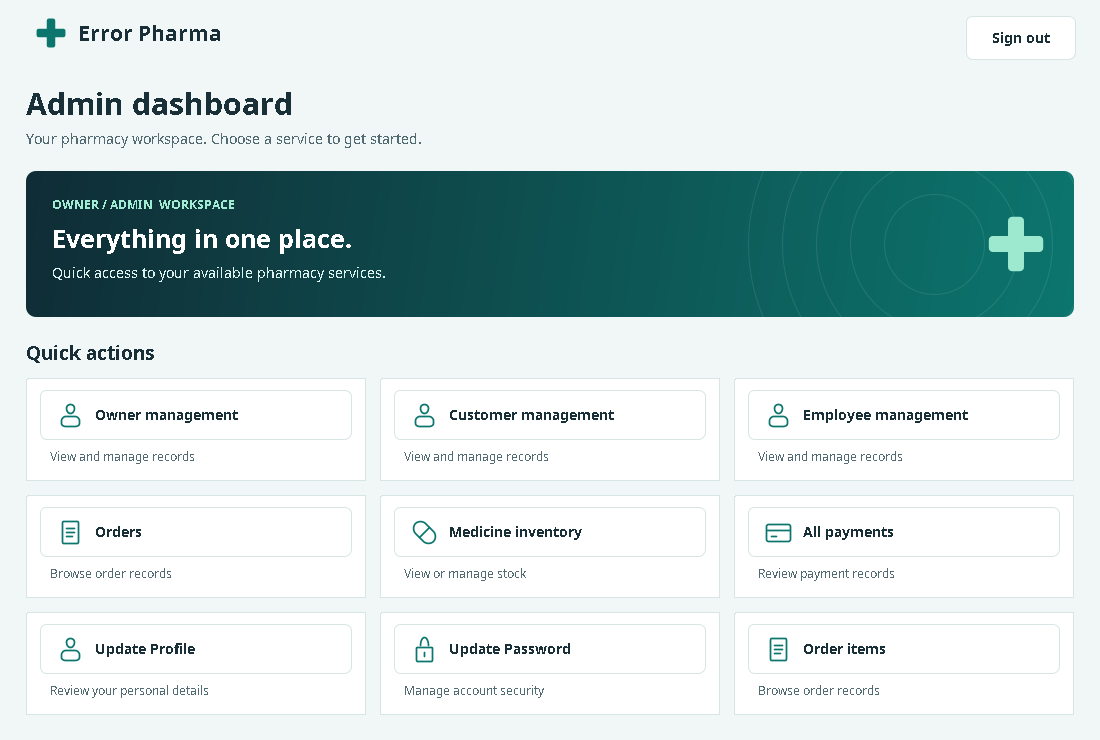 Error Pharma
Sign out
Admin dashboard
Your pharmacy workspace. Choose a service to get started.
OWNER / ADMIN WORKSPACE
Everything in one place.
Quick access to your available pharmacy services.
Quick actions
Owner management
Customer management
Employee management
View and manage records
View and manage records
View and manage records
Orders
Medicine inventory
All payments
Browse order records
View or manage stock
Review payment records
Update Profile
Update Password
Order items
Review your personal details
Manage account security
Browse order records